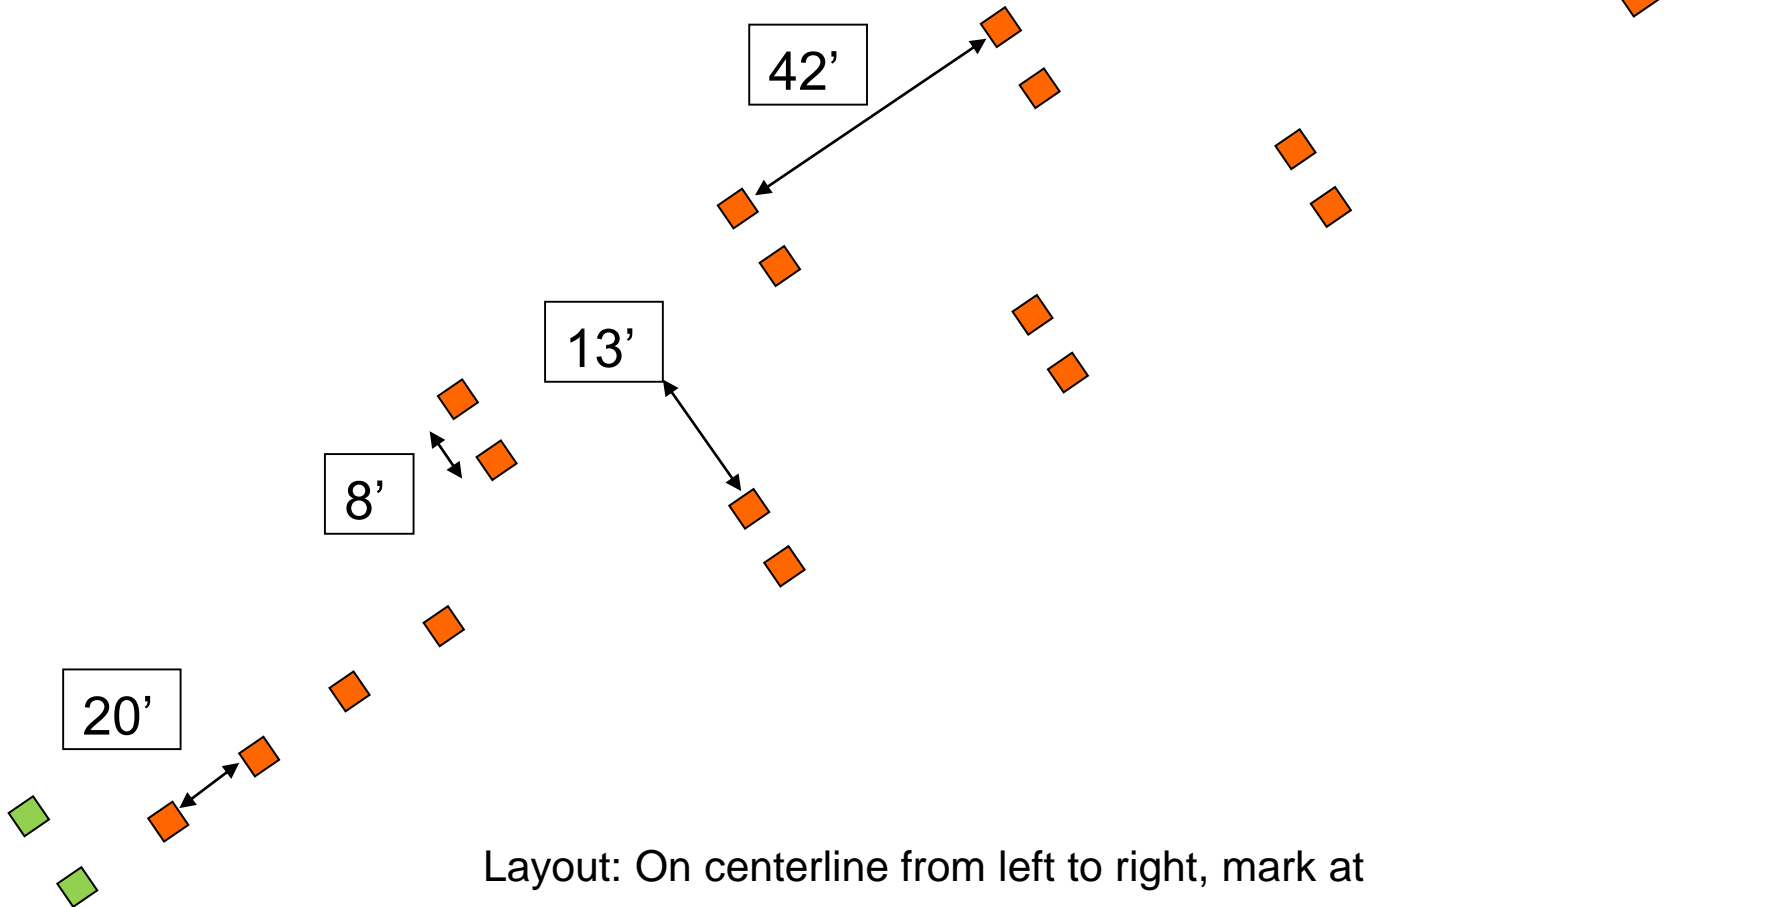 42’
13’
8’
20’
Layout: On centerline from left to right, mark at